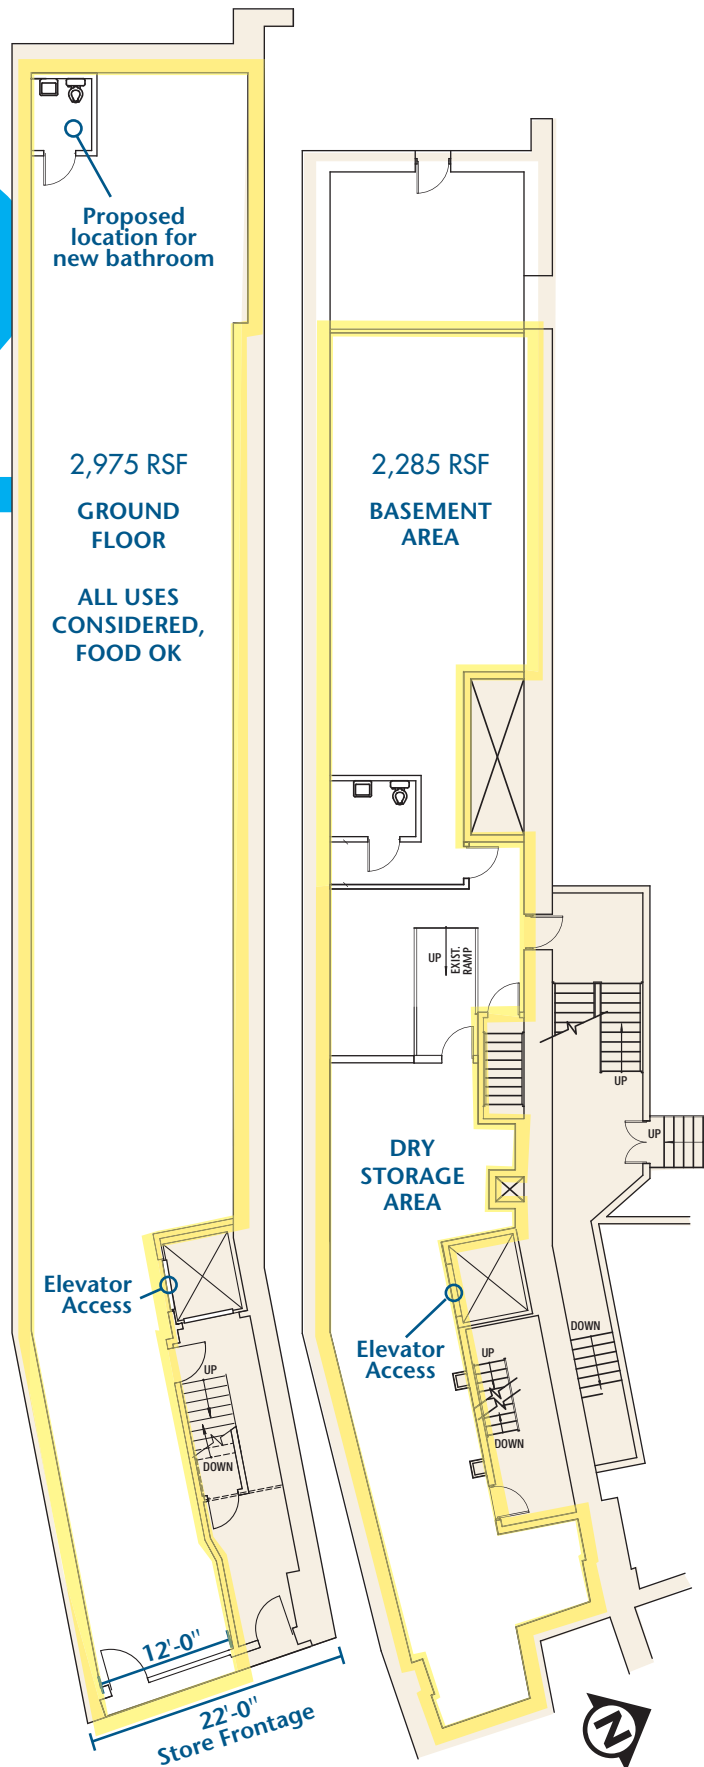 Proposed
location for
new bathroom
2,975 RSF
GROUND
FLOOR
ALL USES
CONSIDERED,
FOOD OK
Elevator
Access
UP
DOWN
12'-0"
22'-0"
Store Frontage
2,285 RSF
BASEMENT
AREA
UP
EXIST.
RAMP
UP
UP
DRY
STORAGE
AREA
Elevator
Access
UP
DOWN
DOWN
N